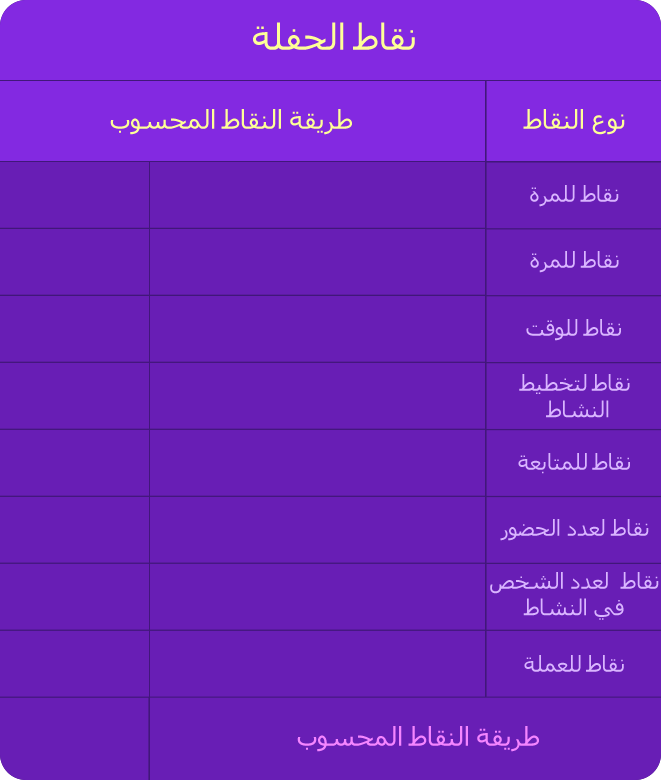 نقاط الحفلة
نوع النقاط
طريقة النقاط المحسوب
نقاط للمرة
نقاط للمرة
نقاط للوقت
نقاط لتخطيط
النشاط
نقاط للمتابعة
نقاط لعدد الحضور
نقاط لعدد الشخص
في النشاط
نقاط للعملة
طريقة النقاط المحسوب